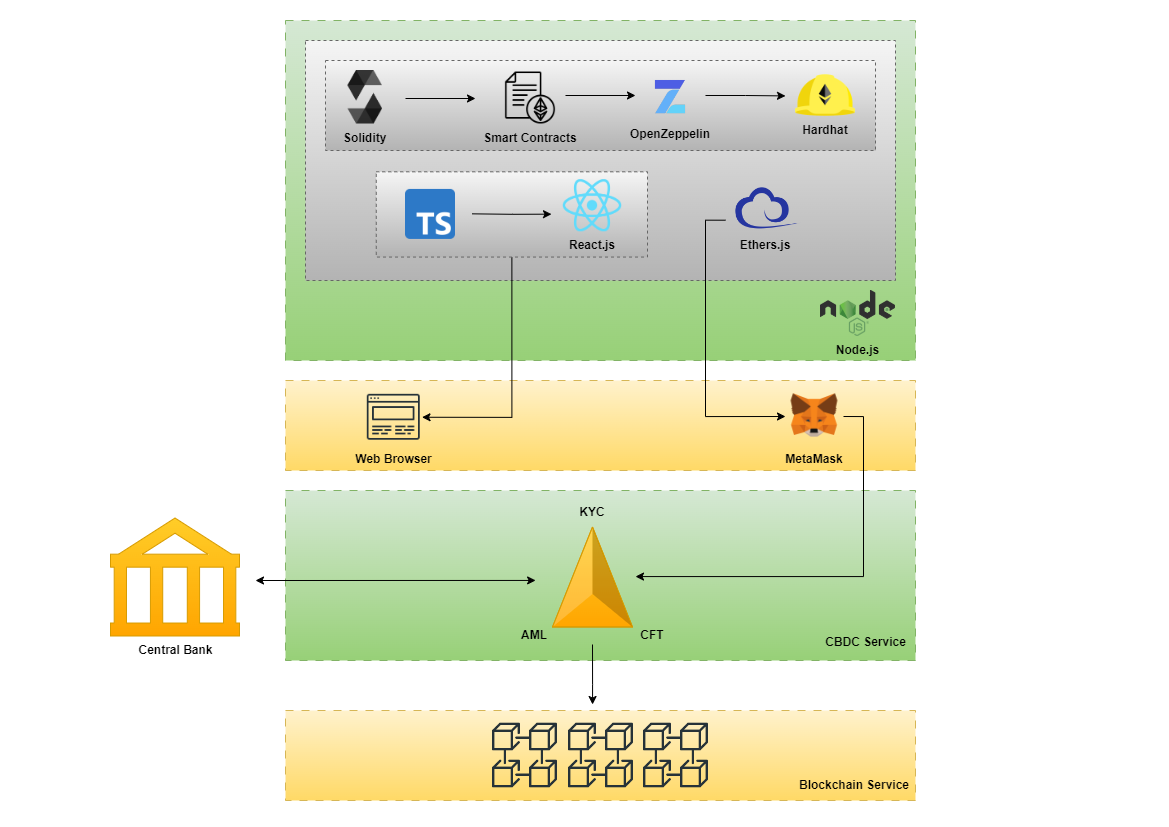 Solidity
Smart Contracts
OpenZeppelin
Hardhat
TS
React.js
Ethers.js
node
JS
Node.js
Web Browser
MetaMask
KYC
AML
CFT
CBDC Service
Central Bank
Blockchain Service